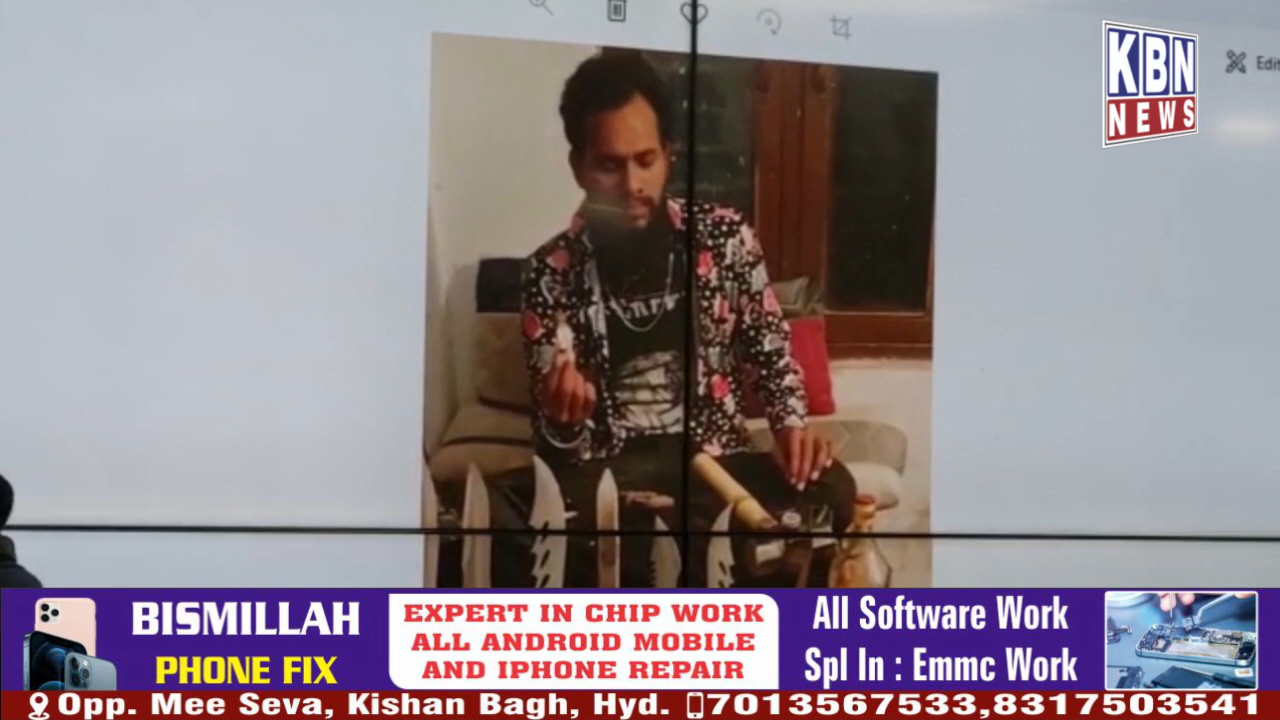 KBN
NEWS
BISMILLAH
PHONE FIX
EXPERT IN CHIP WORK
ALL ANDROID MOBILE
AND IPHONE REPAIR
All Software Work
Spl In : Emmc Work
Opp. Mee Seva, Kishan Bagh, Hyd. 7013567533,8317503541